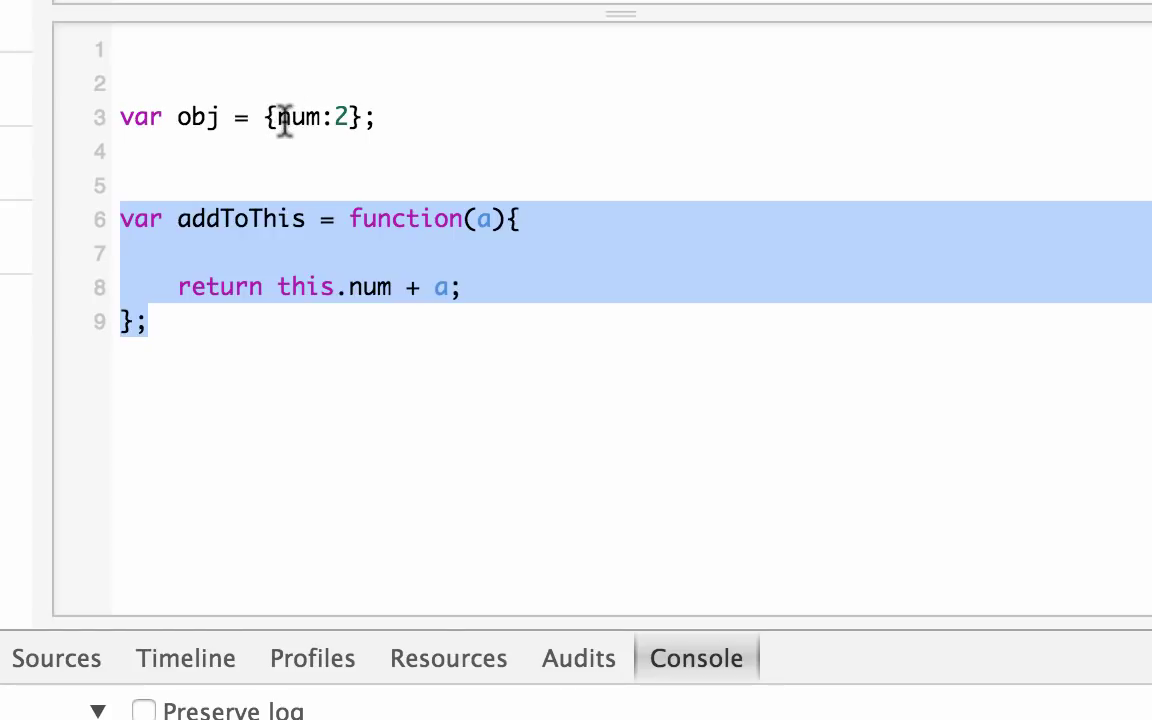 1
2
3 var obj = {num:2};
4
5
6 var addToThis = function(a){
7
8 return this.num + a;
9 };
Sources Timeline Profiles Resources Audits Console
▼ Preserve log